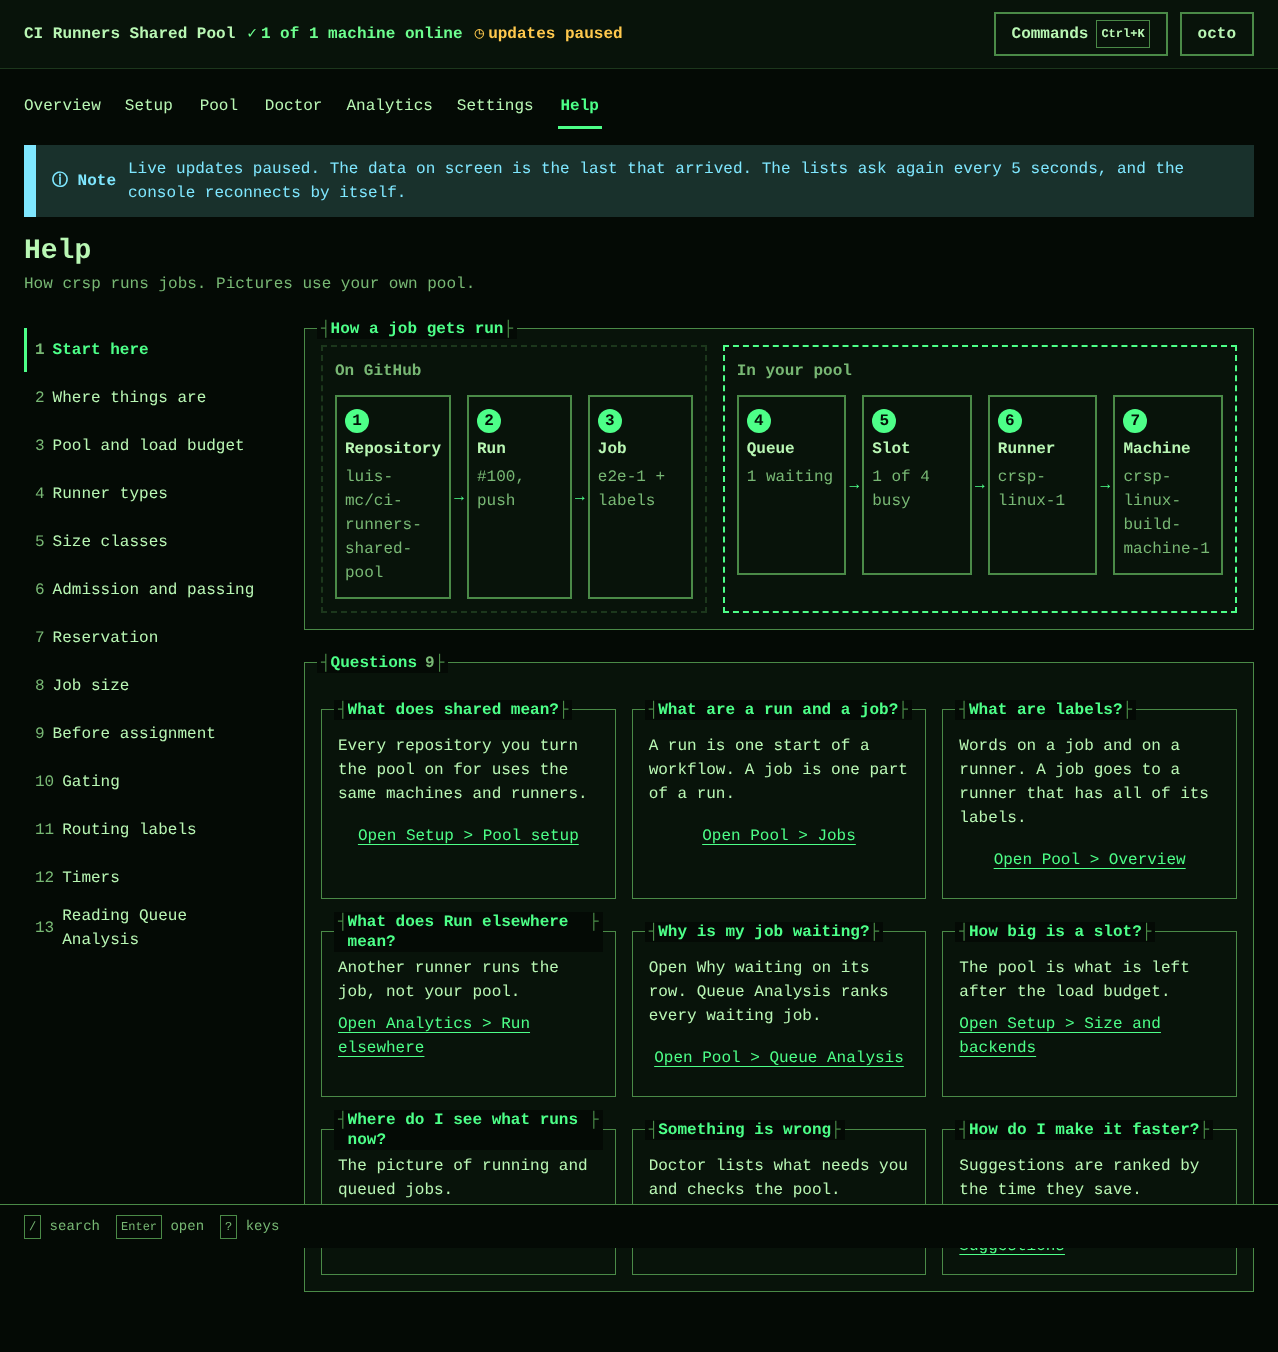 CI Runners Shared Pool ✓ 1 of 1 machine online ◷ updates paused
Commands Ctrl+K octo
Overview Setup Pool Doctor Analytics Settings Help
ⓘ Note
Live updates paused. The data on screen is the last that arrived. The lists ask again every 5 seconds, and the
console reconnects by itself.
Help
How crsp runs jobs. Pictures use your own pool.
1 Start here
2 Where things are
3 Pool and load budget
4 Runner types
5 Size classes
6 Admission and passing
7 Reservation
8 Job size
9 Before assignment
10 Gating
11 Routing labels
12 Timers
13 Reading Queue
Analysis
How a job gets run
On GitHub
1
Repository
luis-
mc/ci-
runners-
shared-
pool
→
2
Run
#100,
push
→
3
Job
e2e-1 +
labels
In your pool
4
Queue
1 waiting
→
5
Slot
1 of 4
busy
→
6
Runner
crsp-
linux-1
→
7
Machine
crsp-
linux-
build-
machine-1
Questions 9
What does shared mean?
Every repository you turn
the pool on for uses the
same machines and runners.
Open Setup > Pool setup
What are a run and a job?
A run is one start of a
workflow. A job is one part
of a run.
Open Pool > Jobs
What are labels?
Words on a job and on a
runner. A job goes to a
runner that has all of its
labels.
Open Pool > Overview
What does Run elsewhere
mean?
Another runner runs the
job, not your pool.
Open Analytics > Run
elsewhere
Why is my job waiting?
Open Why waiting on its
row. Queue Analysis ranks
every waiting job.
Open Pool > Queue Analysis
How big is a slot?
The pool is what is left
after the load budget.
Open Setup > Size and
backends
Where do I see what runs
now?
The picture of running and
queued jobs.
Something is wrong
Doctor lists what needs you
and checks the pool.
How do I make it faster?
Suggestions are ranked by
the time they save.
/ search Enter open ? keys